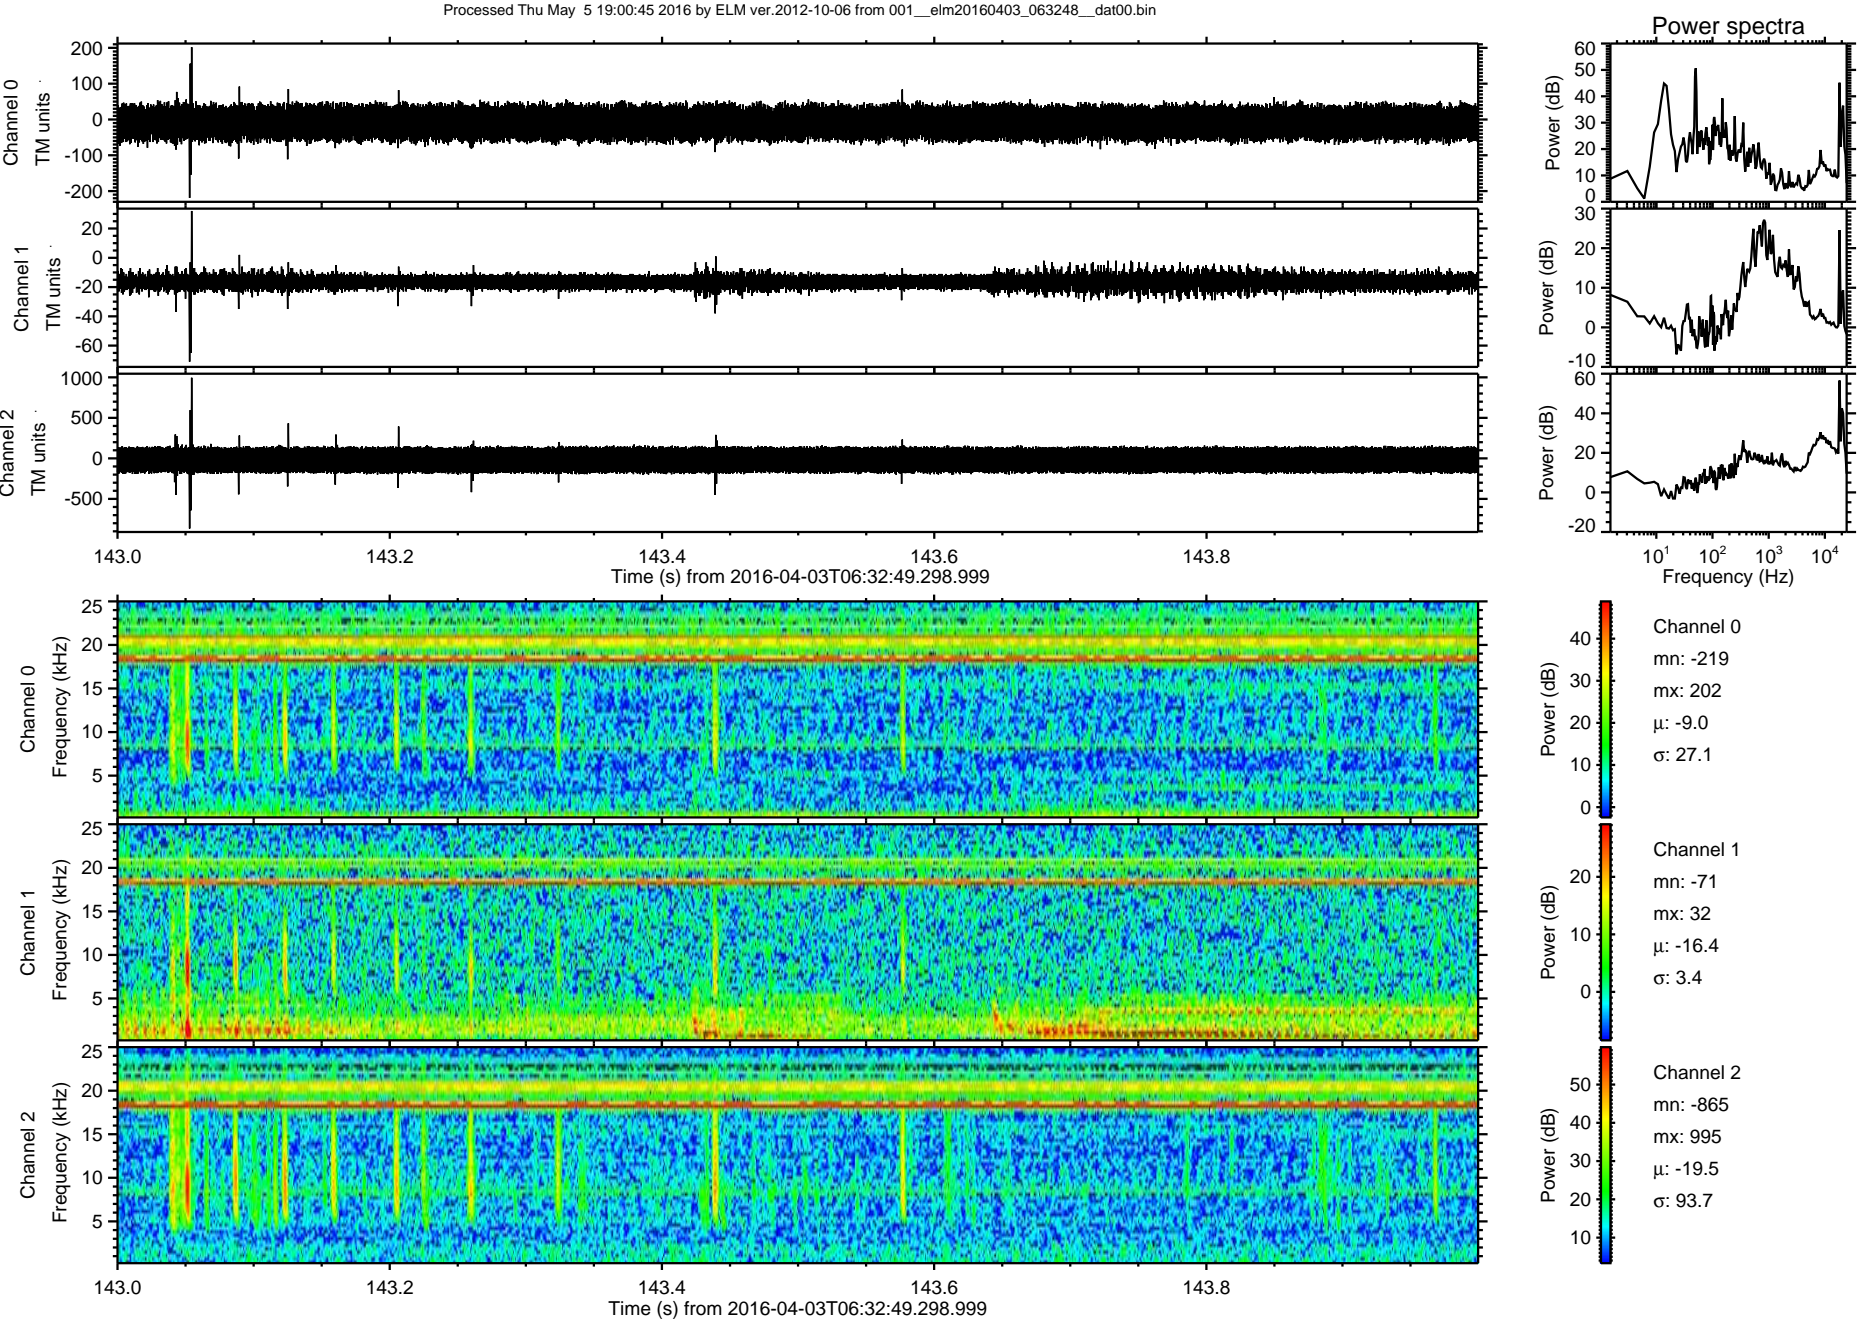 Processed Thu May  5 19:00:45 2016 by ELM ver.2012-10-06 from 001__elm20160403_063248__dat00.bin
Power spectra
Channel 0
TM units
200
100
0
-100
-200
Power (dB)
60
50
40
30
20
10
0
Channel 1
TM units
20
0
-20
-40
-60
Power (dB)
30
20
10
0
-10
Channel 2
TM units
1000
500
0
-500
Power (dB)
60
40
20
0
-20
143.0
143.2
143.4
143.6
143.8
Time (s) from 2016-04-03T06:32:49.298.999
10^1
10^2
10^3
10^4
Frequency (Hz)
Channel 0
Frequency (kHz)
25
20
15
10
5
Power (dB)
40
30
20
10
0
Channel 0
mn: -219
mx: 202
μ: -9.0
σ: 27.1
Channel 1
Frequency (kHz)
25
20
15
10
5
Power (dB)
20
10
0
Channel 1
mn: -71
mx: 32
μ: -16.4
σ: 3.4
Channel 2
Frequency (kHz)
25
20
15
10
5
Power (dB)
50
40
30
20
10
Channel 2
mn: -865
mx: 995
μ: -19.5
σ: 93.7
143.0
143.2
143.4
143.6
143.8
Time (s) from 2016-04-03T06:32:49.298.999